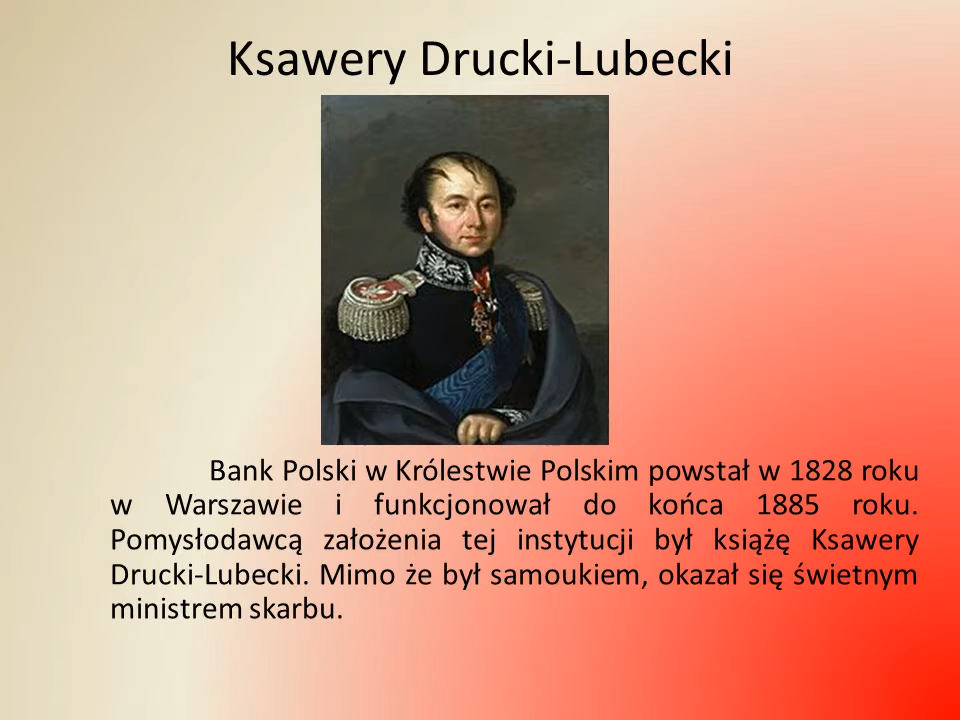 Ksawery Drucki-Lubecki
Bank Polski w Królestwie Polskim powstał w 1828 roku
w Warszawie i funkcjonował do końca 1885 roku.
Pomysłodawcą założenia tej instytucji był książę Ksawery
Drucki-Lubecki. Mimo że był samoukiem, okazał się świetnym
ministrem skarbu.